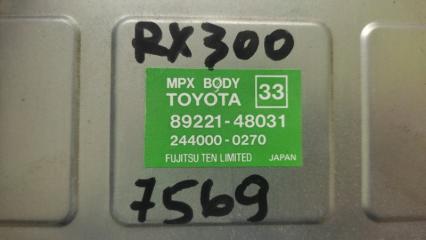 RX300
MPX BODY 33
TOYOTA
89221-48031
244000-0270
FUJITSU TEN LIMITED JAPAN
7569